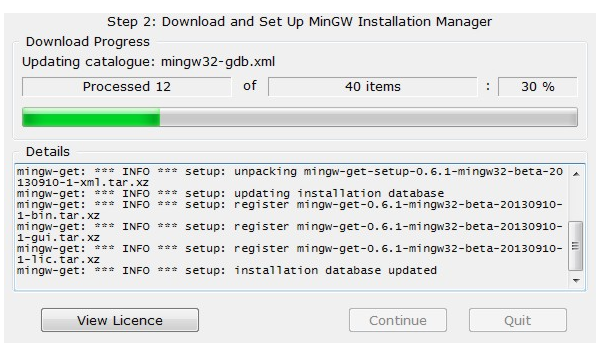 Step 2: Download and Set Up MinGW Installation Manager
Download Progress
Updating catalogue: mingw32-gdb.xml
Processed 12 of 40 items : 30 %
Details
mingw-get: *** INFO *** setup: unpacking mingw-get-setup-0.6.1-mingw32-beta-20
130910-1-xml.tar.xz
mingw-get: *** INFO *** setup: updating installation database
mingw-get: *** INFO *** setup: register mingw-get-0.6.1-mingw32-beta-20130910-
1-bin.tar.xz
mingw-get: *** INFO *** setup: register mingw-get-0.6.1-mingw32-beta-20130910-
1-gui.tar.xz
mingw-get: *** INFO *** setup: register mingw-get-0.6.1-mingw32-beta-20130910-
1-lic.tar.xz
mingw-get: *** INFO *** setup: installation database updated
View Licence Continue Quit